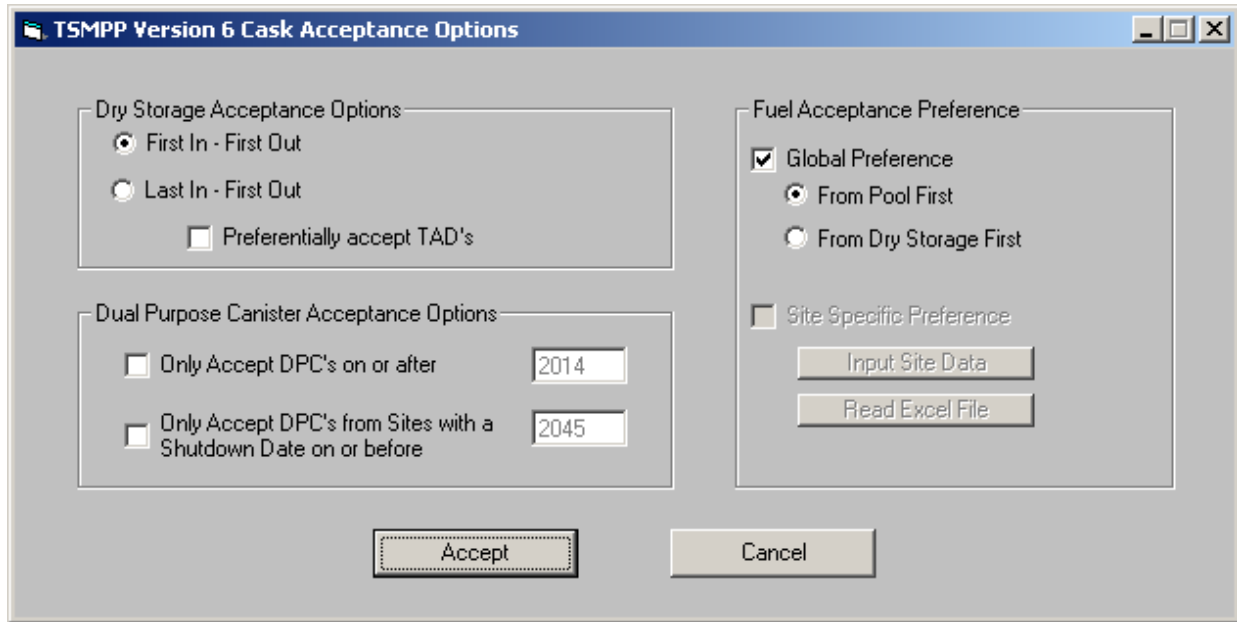 TSMPP Version 6 Cask Acceptance Options
Dry Storage Acceptance Options
First In - First Out
Last In - First Out
Preferentially accept TAD's
Dual Purpose Canister Acceptance Options
Only Accept DPC's on or after
2014
Only Accept DPC's from Sites with a
Shutdown Date on or before
2045
Fuel Acceptance Preference
Global Preference
From Pool First
From Dry Storage First
Site Specific Preference
Input Site Data
Read Excel File
Accept
Cancel